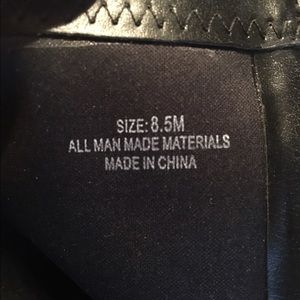 SIZE: 8.5M
ALL MAN MADE MATERIALS
MADE IN CHINA